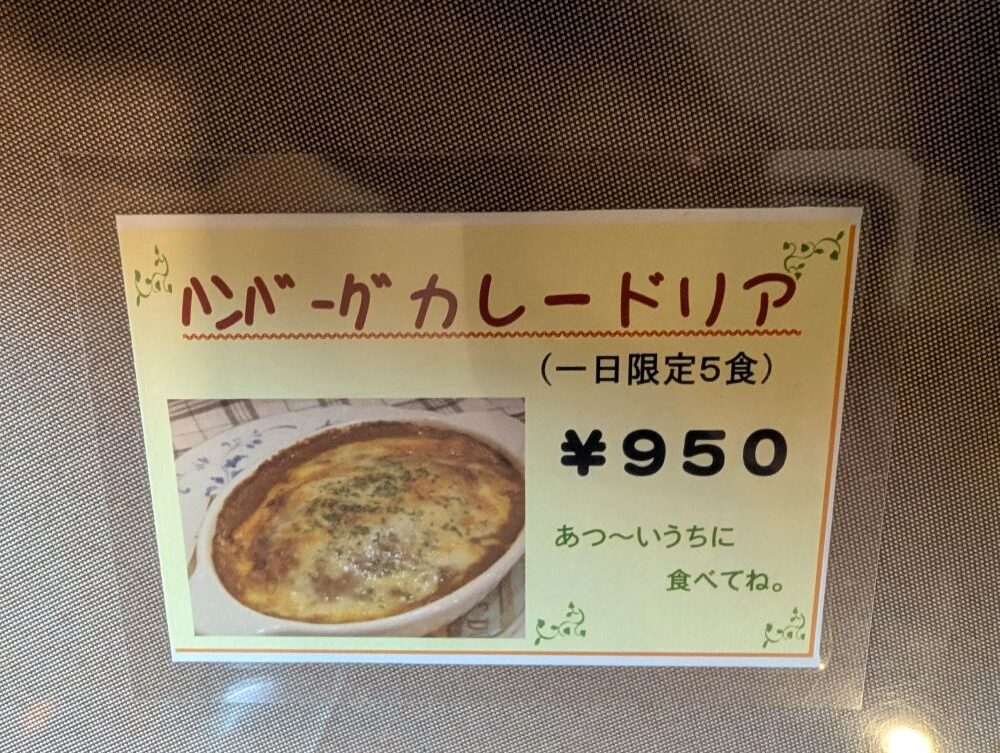 ハンバーグカレードリア
(一日限定5食)
¥950
あつ～いうちに
食べてね。